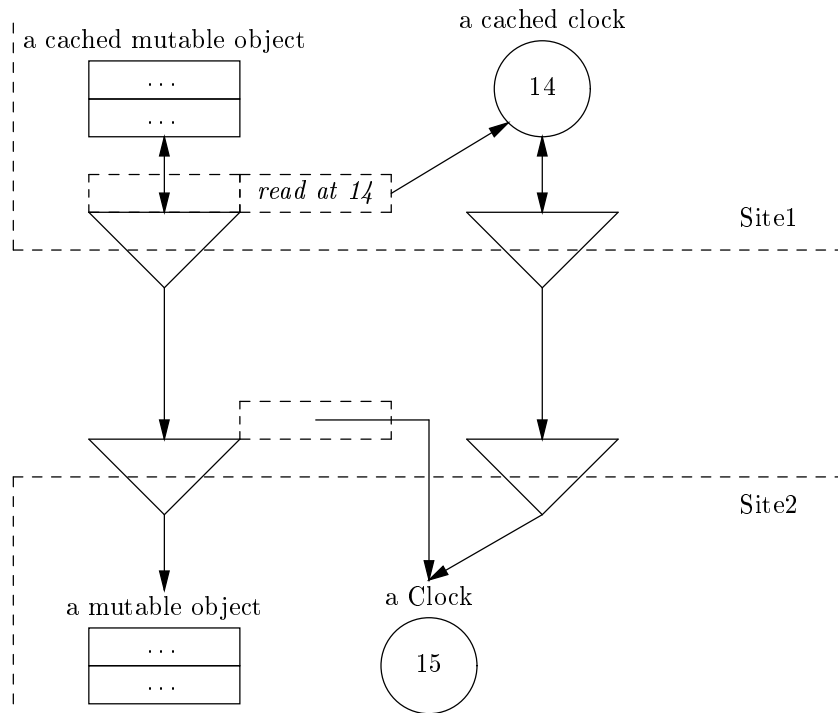 a cached clock
a cached mutable object
14
. . .
. . .
read at 14
Site1
Site2
a mutable object
a Clock
. . .
15
. . .